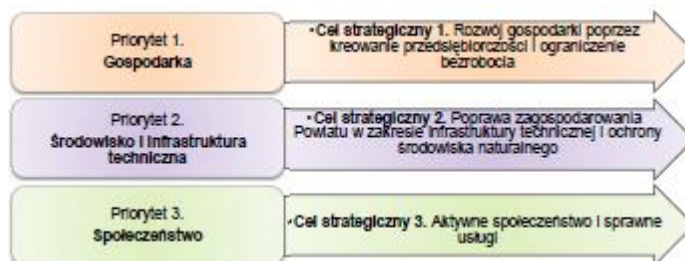 Priorytet 1.
Gospodarka
•Cel strategiczny 1. Rozwój gospodarki poprzez
kreowanie przedsiębiorczości i ograniczenie
bezrobocia
Priorytet 2.
Środowisko i infrastruktura
techniczna
•Cel strategiczny 2. Poprawa zagospodarowania
Powiatu w zakresie infrastruktury technicznej i ochrony
środowiska naturalnego
Priorytet 3.
Społeczeństwo
•Cel strategiczny 3. Aktywne społeczeństwo i sprawne
usługi